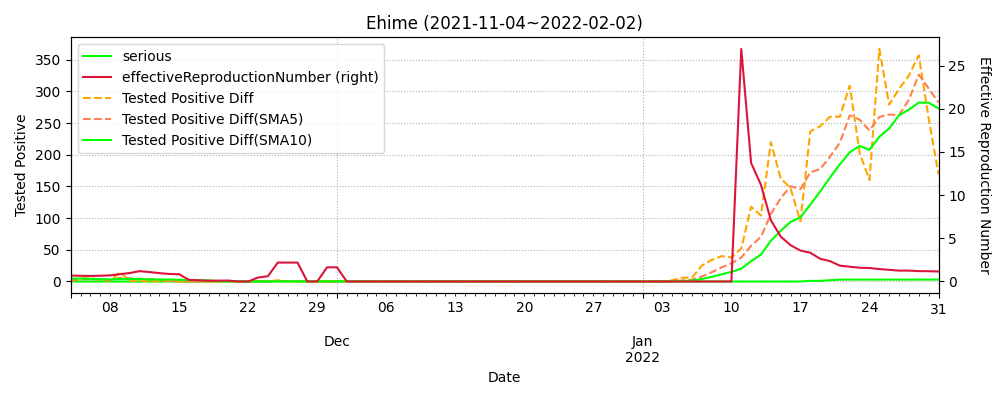 Ehime (2021-11-04~2022-02-02)
serious
effectiveReproductionNumber (right)
Tested Positive Diff
Tested Positive Diff(SMA5)
Tested Positive Diff(SMA10)
Tested Positive
350
300
250
200
150
100
50
0
25
20
15
10
5
0
Effective Reproduction Number
08 15 22 29 06 13 20 27 03 10 17 24 31
Dec Jan
2022
Date